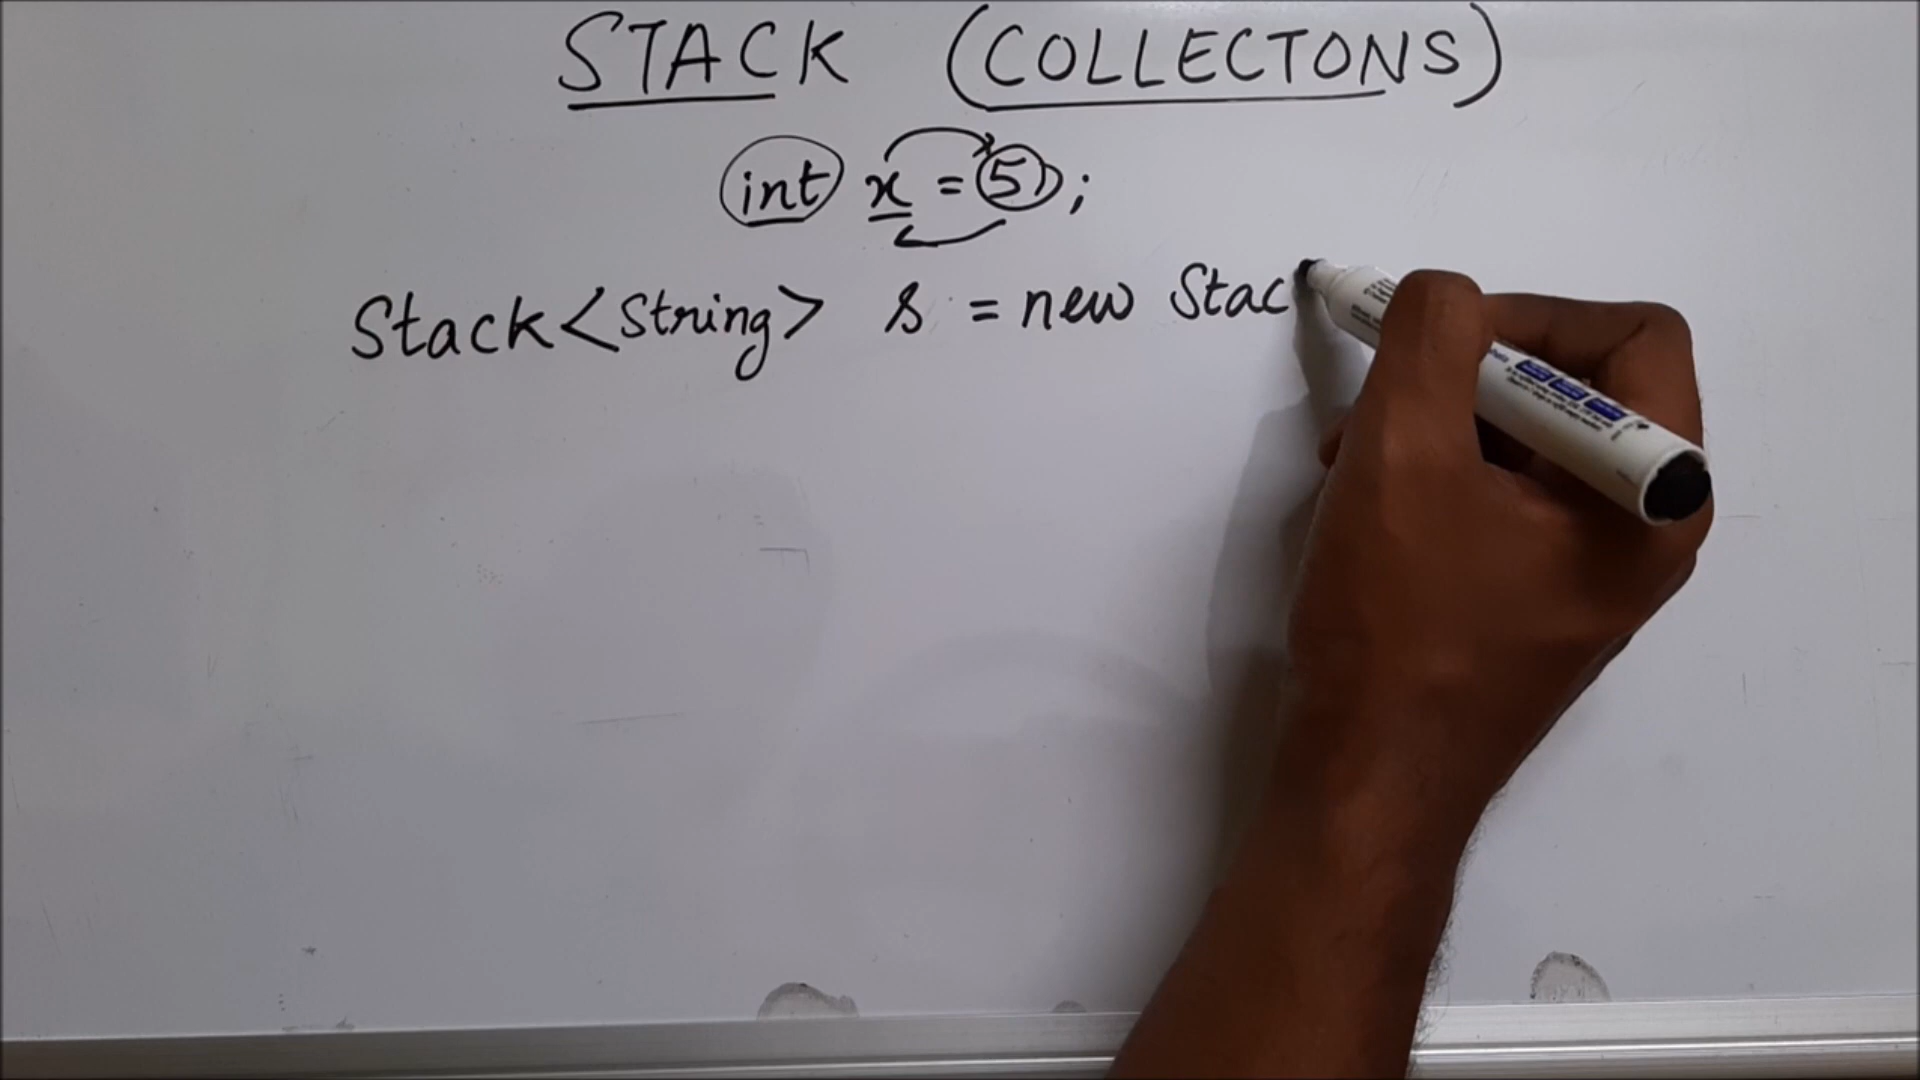 STACK (COLLECTONS)
int x = 5;
Stack<String> s = new Stac